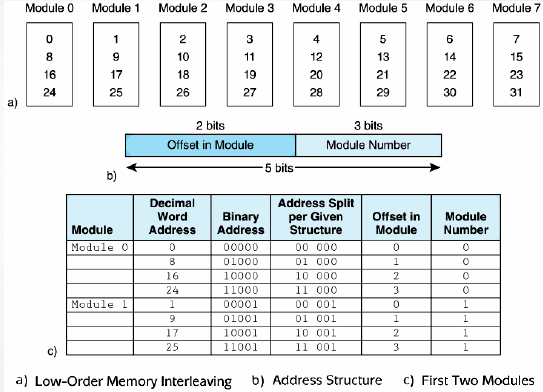 Module 0 Module 1 Module 2 Module 3 Module 4 Module 5 Module 6 Module 7
0 1 2 3 4 5 6 7
8 9 10 11 12 13 14 15
16 17 18 19 20 21 22 23
24 25 26 27 28 29 30 31
a)
2 bits 3 bits
Offset in Module Module Number
5 bits
b)
Module Decimal Word Address Binary Address Address Split per Given Structure Offset in Module Module Number
Module 0 0 00000 00 000 0 0
8 01000 01 000 1 0
16 10000 10 000 2 0
24 11000 11 000 3 0
Module 1 1 00001 00 001 0 1
9 01001 01 001 1 1
17 10001 10 001 2 1
25 11001 11 001 3 1
c)
a) Low-Order Memory Interleaving b) Address Structure c) First Two Modules